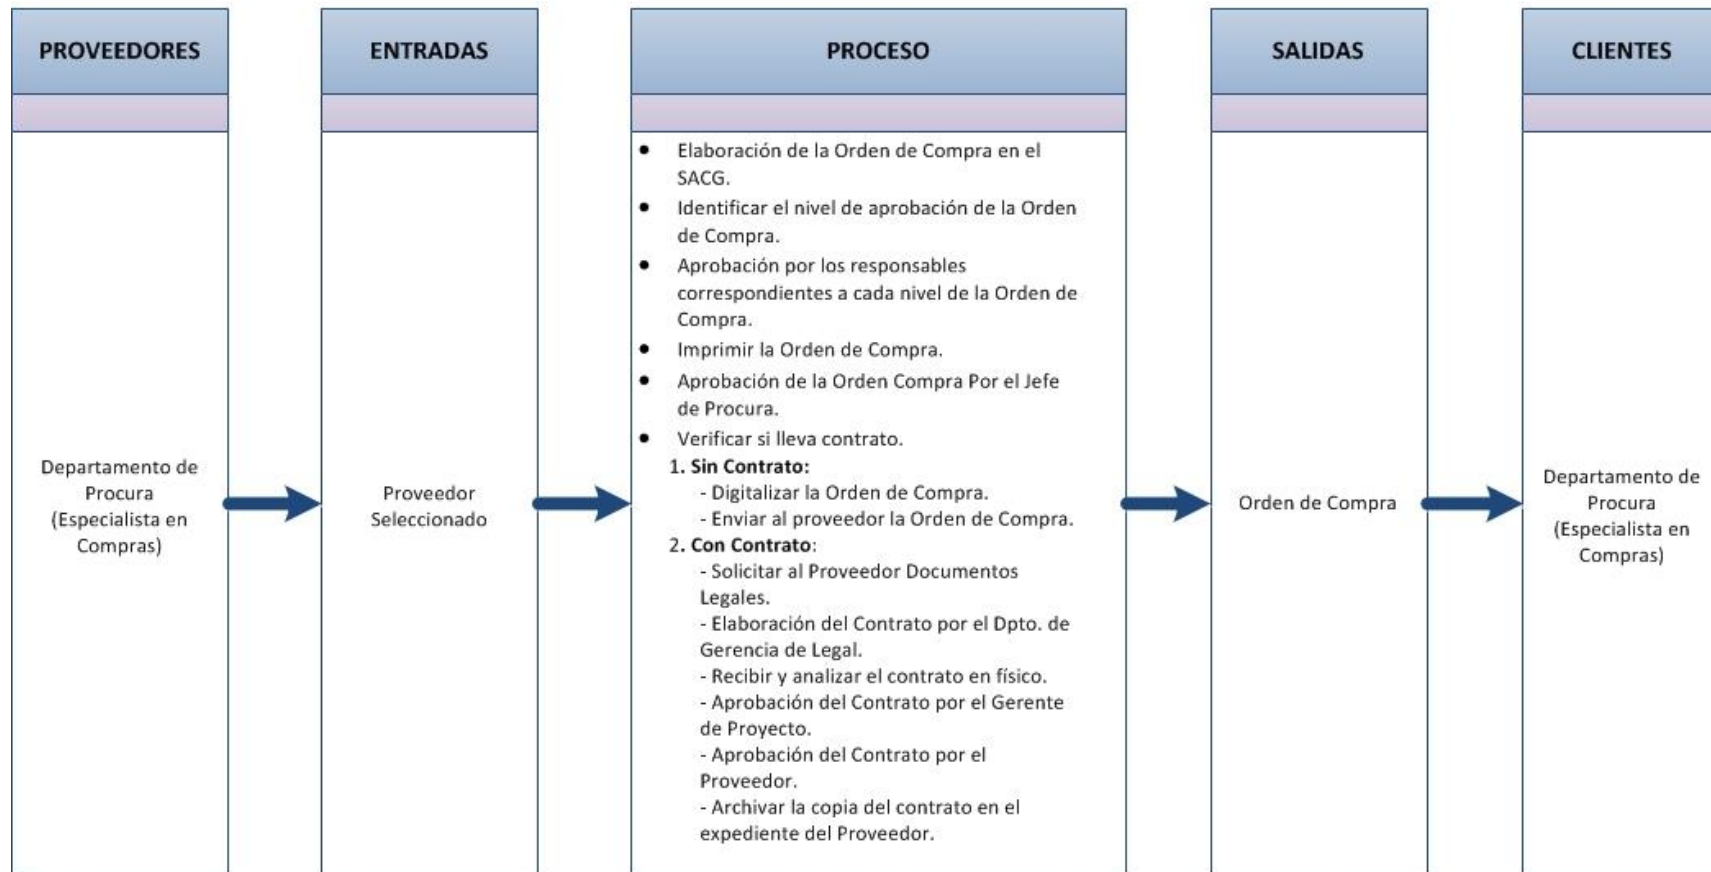 PROVEEDORES
ENTRADAS
PROCESO
SALIDAS
CLIENTES
Departamento de
Procura
(Especialista en
Compras)
Proveedor
Seleccionado
● Elaboración de la Orden de Compra en el
SACG.
● Identificar el nivel de aprobación de la Orden
de Compra.
● Aprobación por los responsables
correspondientes a cada nivel de la Orden de
Compra.
● Imprimir la Orden de Compra.
● Aprobación de la Orden Compra Por el Jefe
de Procura.
● Verificar si lleva contrato.
1. Sin Contrato:
- Digitalizar la Orden de Compra.
- Enviar al proveedor la Orden de Compra.
2. Con Contrato:
- Solicitar al Proveedor Documentos
Legales.
- Elaboración del Contrato por el Dpto. de
Gerencia de Legal.
- Recibir y analizar el contrato en físico.
- Aprobación del Contrato por el Gerente
de Proyecto.
- Aprobación del Contrato por el
Proveedor.
- Archivar la copia del contrato en el
expediente del Proveedor.
Orden de Compra
Departamento de
Procura
(Especialista en
Compras)